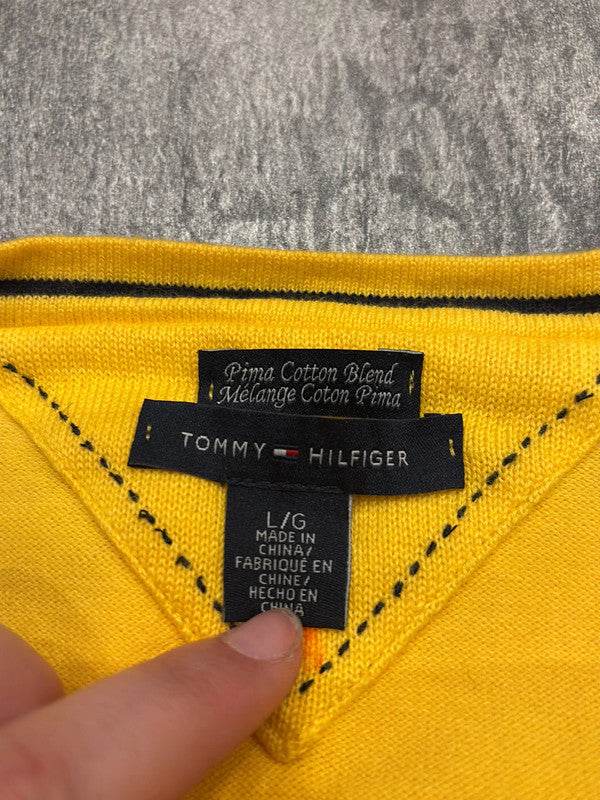 Pima Cotton Blend
Mélange Coton Pima
TOMMY HILFIGER
L/G
MADE IN
CHINA/
FABRIQUÉ EN
CHINE/
HECHO EN
CHINA